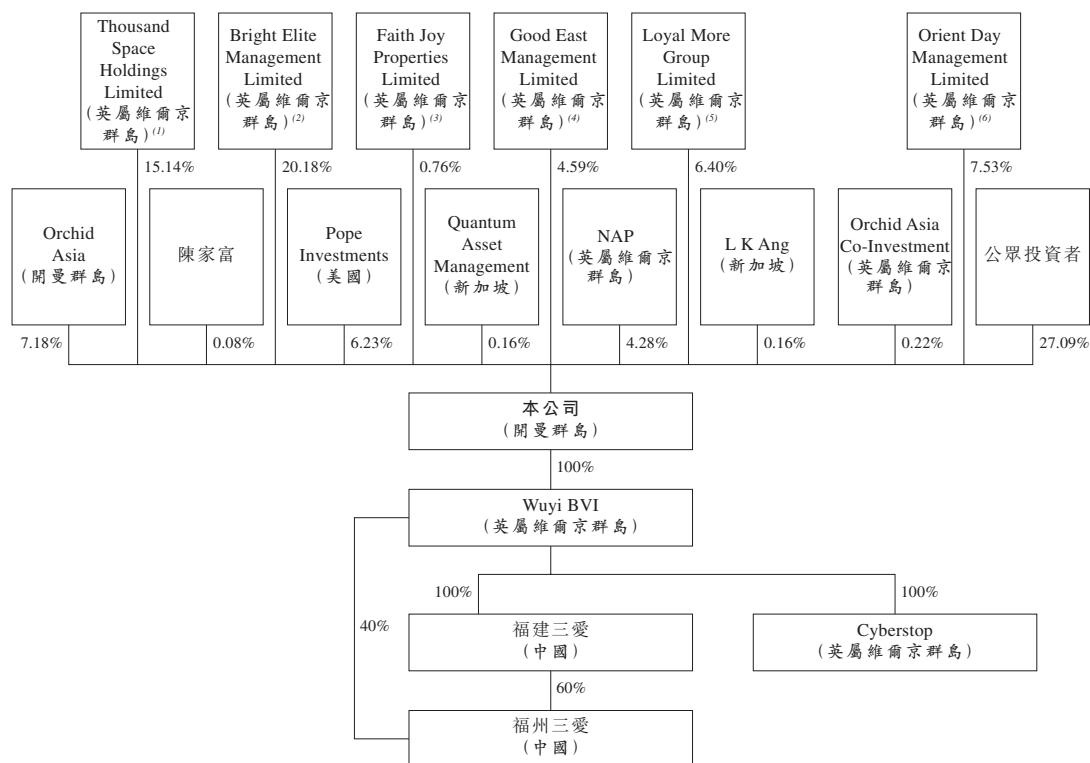 Thousand
Space
Holdings
Limited
(英屬維爾京
群島)(1)
Bright Elite
Management
Limited
(英屬維爾京
群島)(2)
Faith Joy
Properties
Limited
(英屬維爾京
群島)(3)
Good East
Management
Limited
(英屬維爾京
群島)(4)
Loyal More
Group
Limited
(英屬維爾京
群島)(5)
Orient Day
Management
Limited
(英屬維爾京
群島)(6)
15.14%
20.18%
0.76%
4.59%
6.40%
7.53%
Orchid
Asia
(開曼群島)
陳家富
Pope
Investments
(美國)
Quantum
Asset
Management
(新加坡)
NAP
(英屬維爾京
群島)
L K Ang
(新加坡)
Orchid Asia
Co-Investment
(英屬維爾京
群島)
公眾投資者
7.18%
0.08%
6.23%
0.16%
4.28%
0.16%
0.22%
27.09%
本公司
(開曼群島)
100%
Wuyi BVI
(英屬維爾京群島)
100%
100%
40%
福建三愛
(中國)
Cyberstop
(英屬維爾京群島)
60%
福州三愛
(中國)